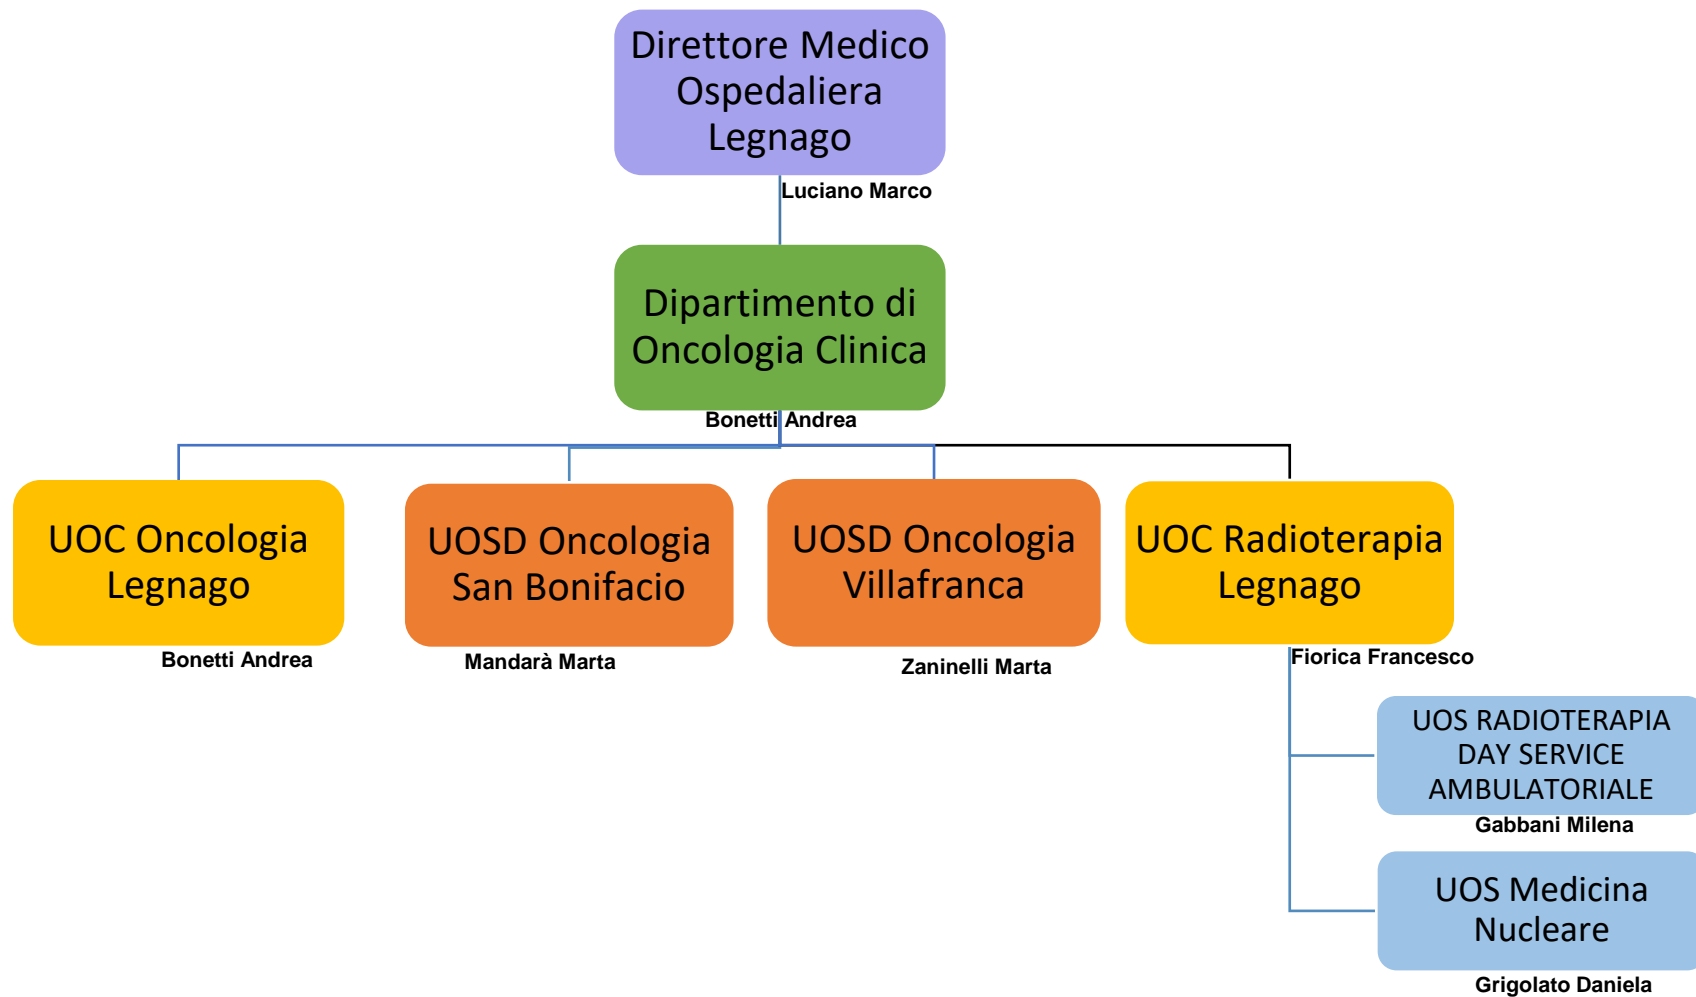 Direttore Medico
Ospedaliera
Legnago
Luciano Marco
Dipartimento di
Oncologia Clinica
Bonetti Andrea
UOC Oncologia
Legnago
Bonetti Andrea
UOSD Oncologia
San Bonifacio
Mandarà Marta
UOSD Oncologia
Villafranca
Zaninelli Marta
UOC Radioterapia
Legnago
Fiorica Francesco
UOS RADIOTERAPIA
DAY SERVICE
AMBULATORIALE
Gabbani Milena
UOS Medicina
Nucleare
Grigolato Daniela